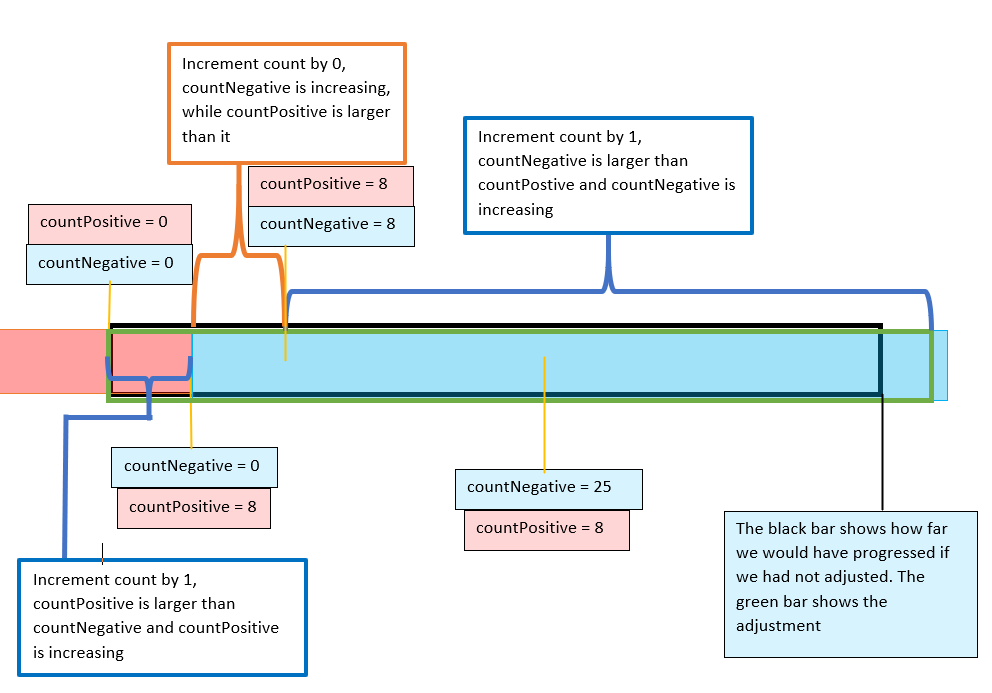 Increment count by 0,
countNegative is increasing,
while countPositive is larger
than it
Increment count by 1,
countNegative is larger than
countPostive and countNegative is
increasing
countPositive = 8
countNegative = 8
countPositive = 0
countNegative = 0
countNegative = 0
countPositive = 8
countNegative = 25
countPositive = 8
The black bar shows how far
we would have progressed if
we had not adjusted. The
green bar shows the
adjustment
Increment count by 1,
countPositive is larger than
countNegative and countPositive
is increasing